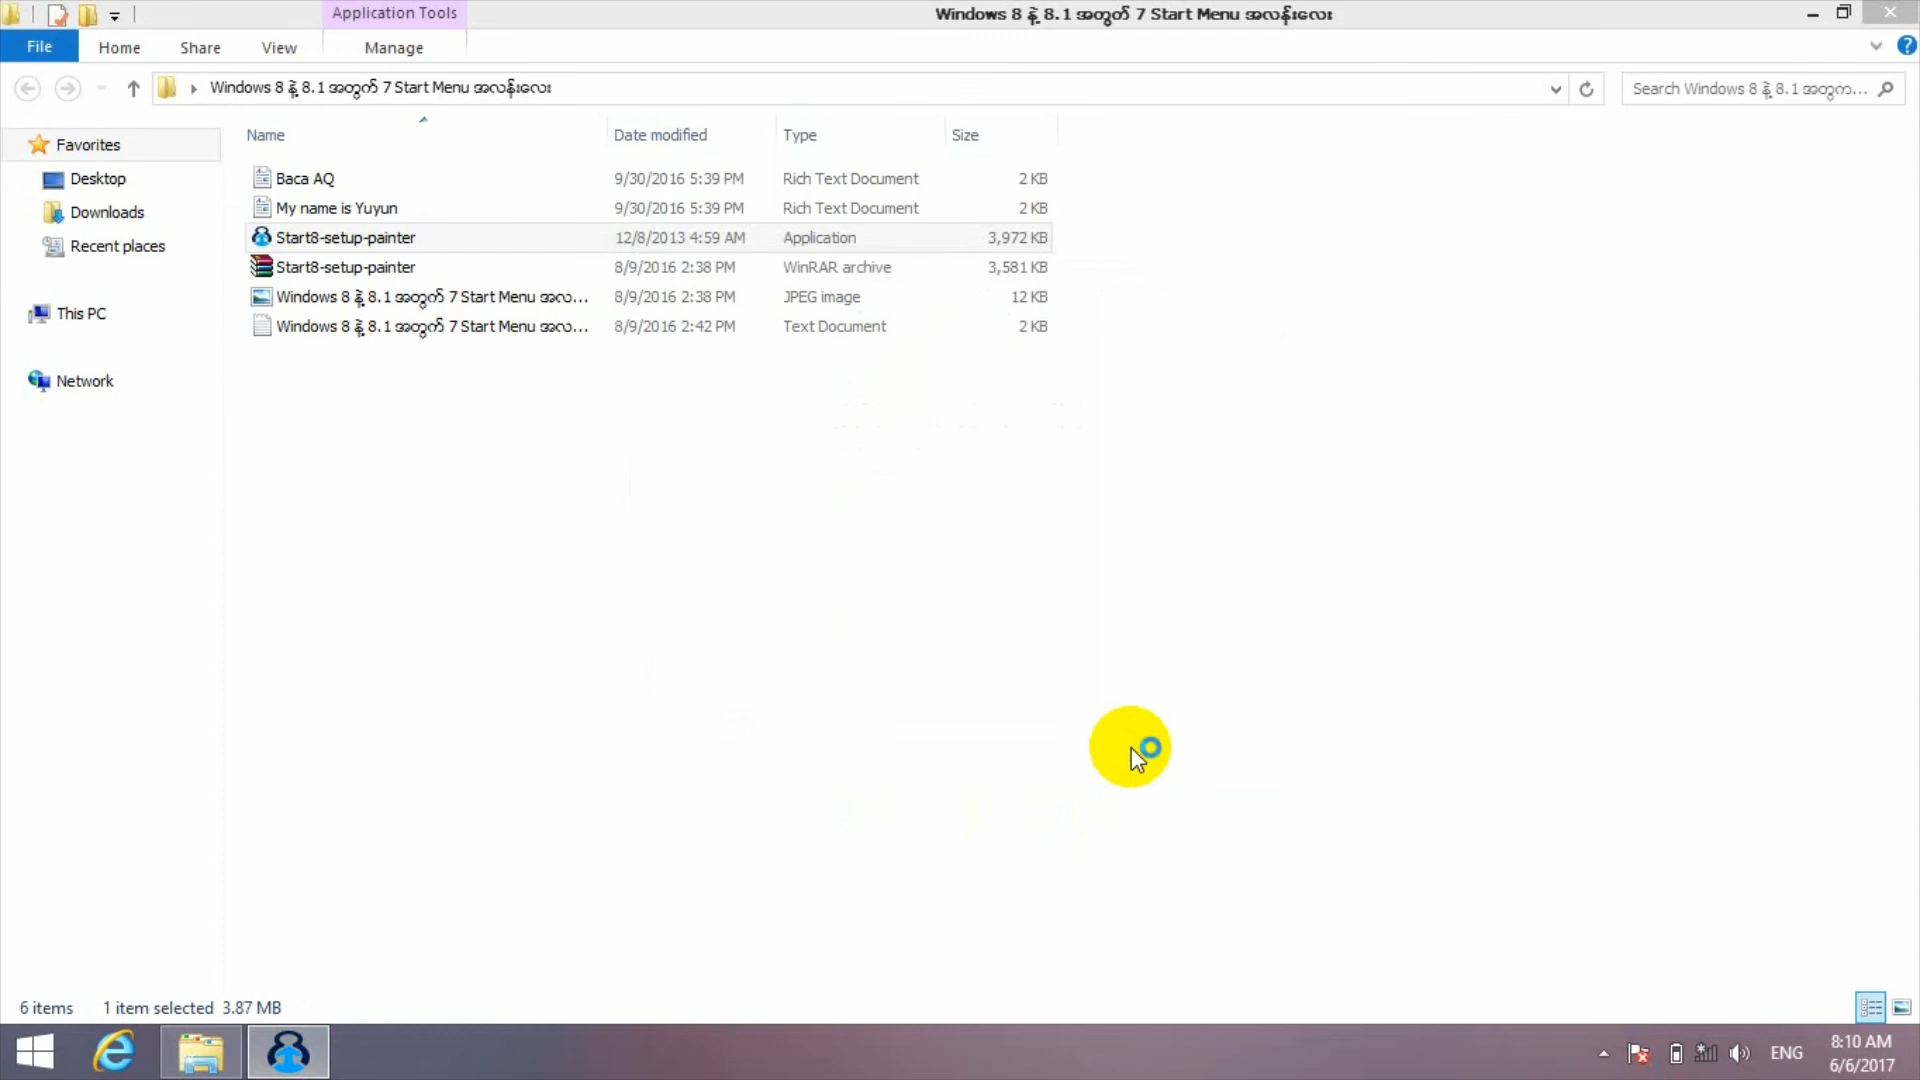 Application Tools
Windows 8 နဲ့ 8.1 အတွတ် 7 Start Menu အလန်းလေး
File
Home
Share
View
Manage
Windows 8 နဲ့ 8.1 အတွတ် 7 Start Menu အလန်းလေး
Search Windows 8 နဲ့ 8.1 အတွတ...
Name
Date modified
Type
Size
Favorites
Desktop
Downloads
Recent places
This PC
Network
Baca AQ 9/30/2016 5:39 PM Rich Text Document 2 KB
My name is Yuyun 9/30/2016 5:39 PM Rich Text Document 2 KB
Start8-setup-painter 12/8/2013 4:59 AM Application 3,972 KB
Start8-setup-painter 8/9/2016 2:38 PM WinRAR archive 3,581 KB
Windows 8 နဲ့ 8.1 အတွတ် 7 Start Menu အလ... 8/9/2016 2:38 PM JPEG image 12 KB
Windows 8 နဲ့ 8.1 အတွတ် 7 Start Menu အလ... 8/9/2016 2:42 PM Text Document 2 KB
6 items 1 item selected 3.87 MB
ENG
8:10 AM
6/6/2017